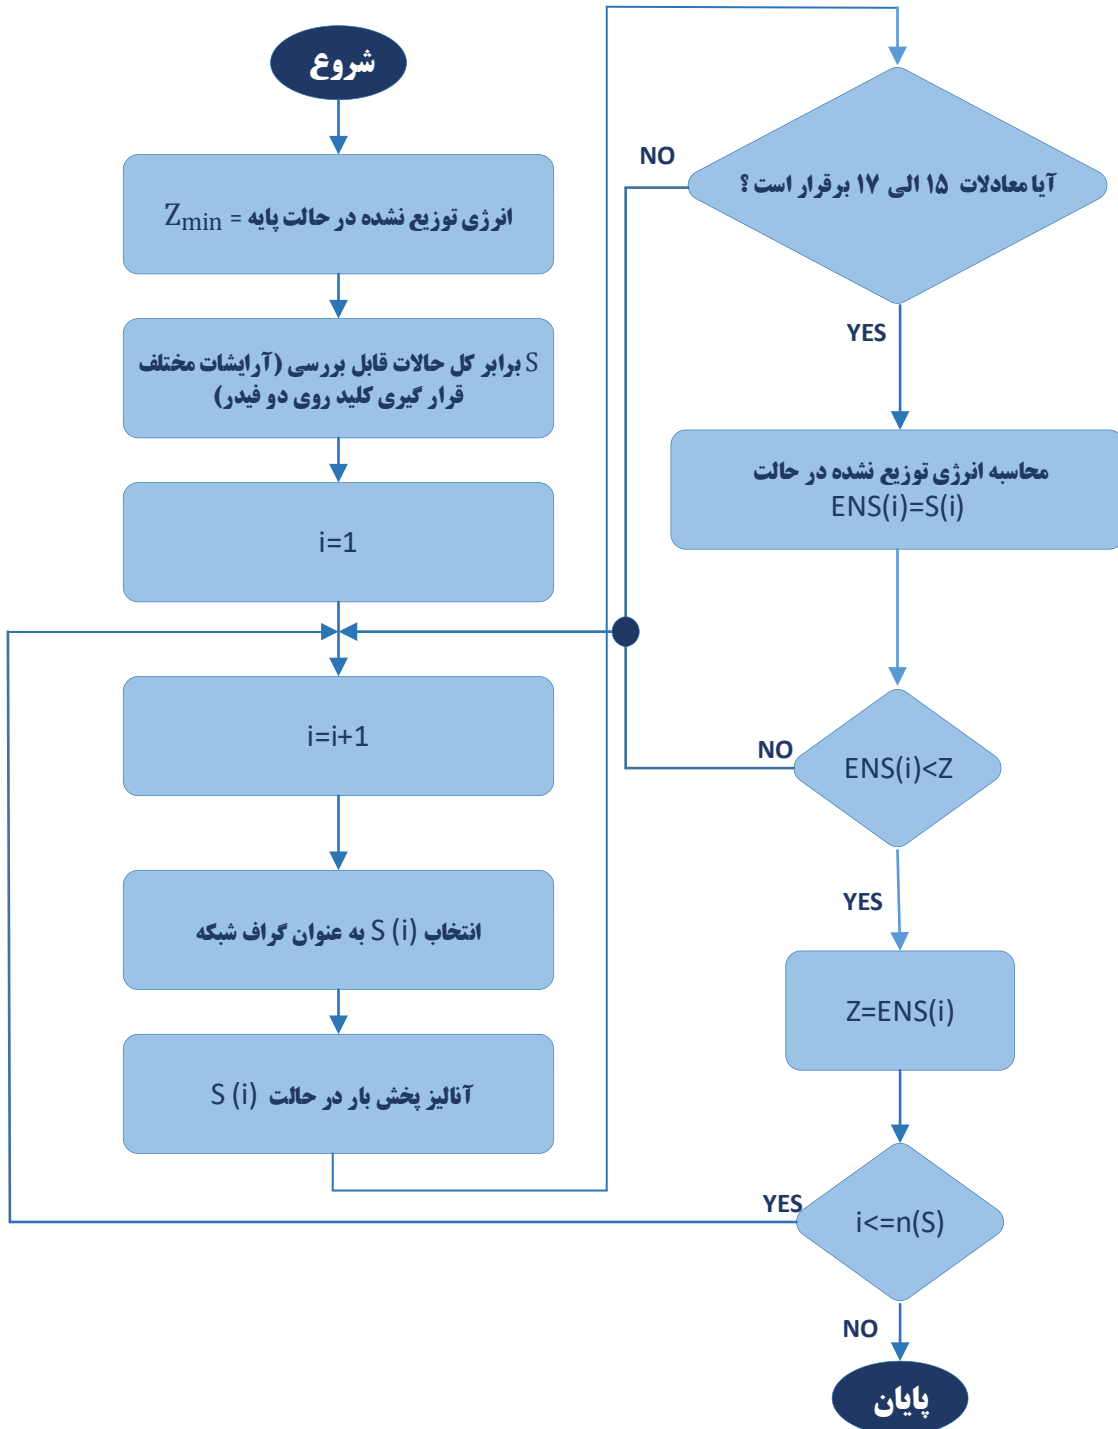 شروع
انرژی توزیع نشده در حالت پایه = Zmin
S برابر کل حالات قابل بررسی (آرایشات مختلف
قرار گیری کلید روی دو فیدر)
i=1
i=i+1
انتخاب S (i) به عنوان گراف شبکه
آنالیز پخش بار در حالت S (i)
آیا معادلات ۱۵ الی ۱۷ برقرار است ؟
NO
YES
محاسبه انرژی توزیع نشده در حالت
ENS(i)=S(i)
ENS(i)<Z
NO
YES
Z=ENS(i)
i<=n(S)
YES
NO
پایان